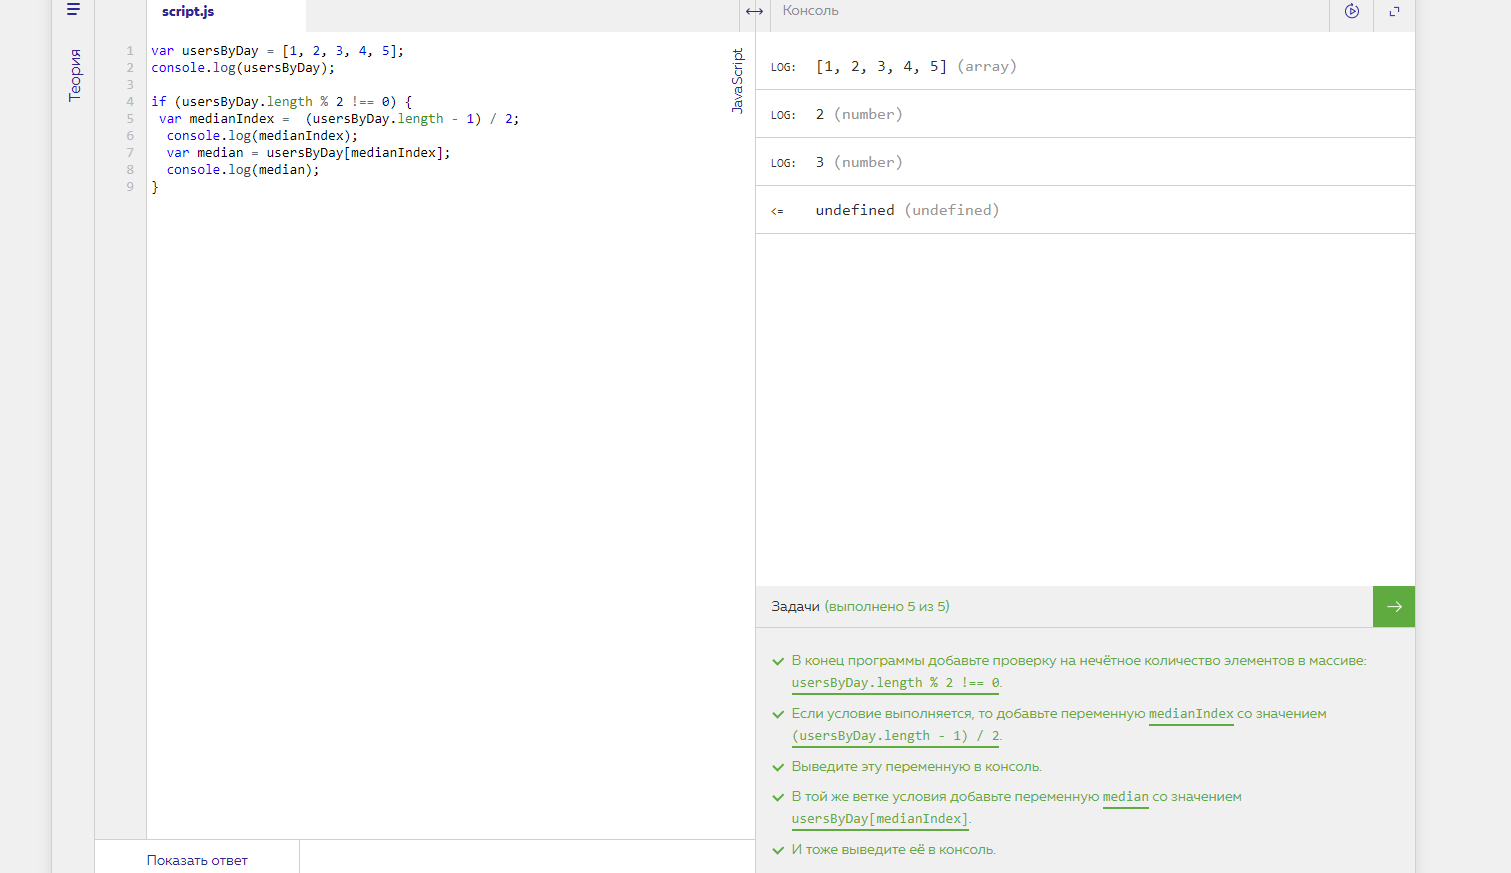 script.js
Консоль
Теория
JavaScript
1 var usersByDay = [1, 2, 3, 4, 5];
2 console.log(usersByDay);
3
4 if (usersByDay.length % 2 !== 0) {
5  var medianIndex =  (usersByDay.length - 1) / 2;
6   console.log(medianIndex);
7   var median = usersByDay[medianIndex];
8   console.log(median);
9 }
LOG: [1, 2, 3, 4, 5] (array)
LOG: 2 (number)
LOG: 3 (number)
<= undefined (undefined)
Задачи (выполнено 5 из 5)
В конец программы добавьте проверку на нечётное количество элементов в массиве:
usersByDay.length % 2 !== 0.
Если условие выполняется, то добавьте переменную medianIndex со значением
(usersByDay.length - 1) / 2.
Выведите эту переменную в консоль.
В той же ветке условия добавьте переменную median со значением
usersByDay[medianIndex].
И тоже выведите её в консоль.
Показать ответ